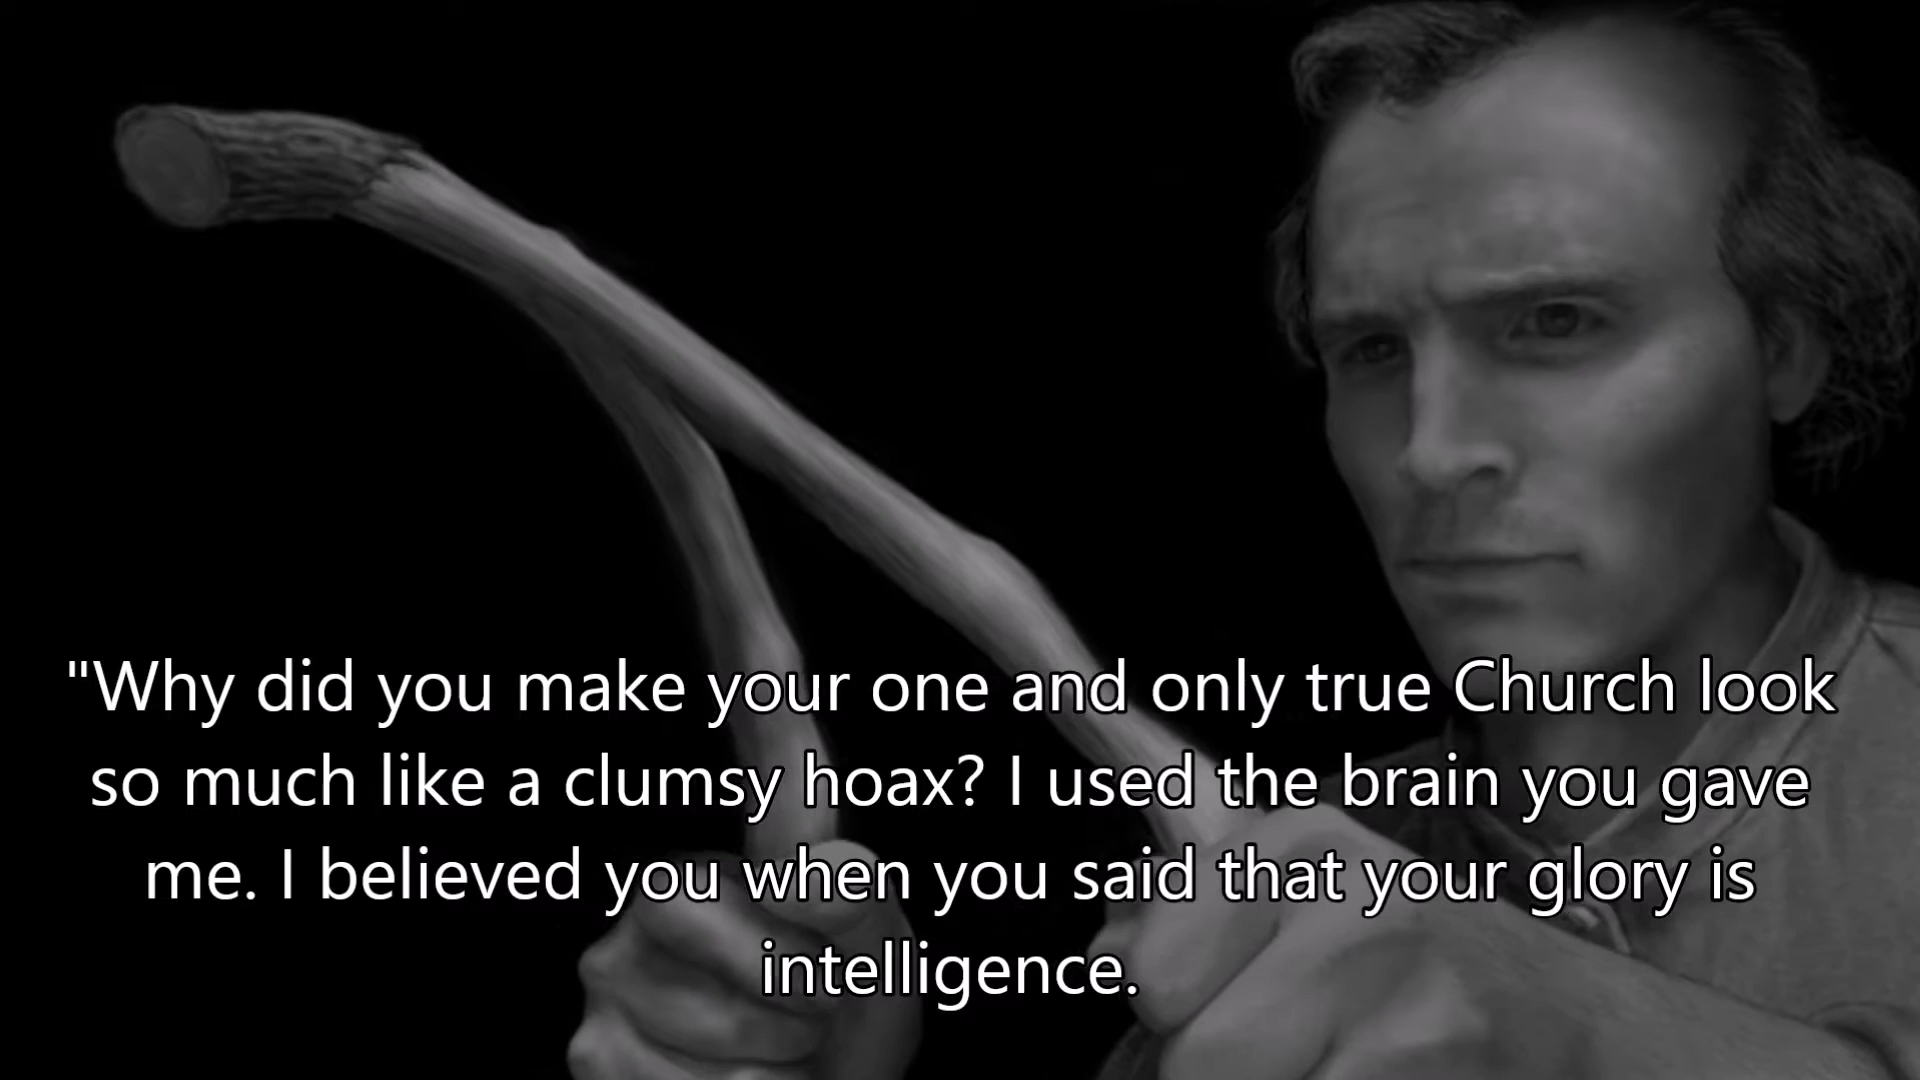 "Why did you make your one and only true Church look
so much like a clumsy hoax? I used the brain you gave
me. I believed you when you said that your glory is
intelligence.